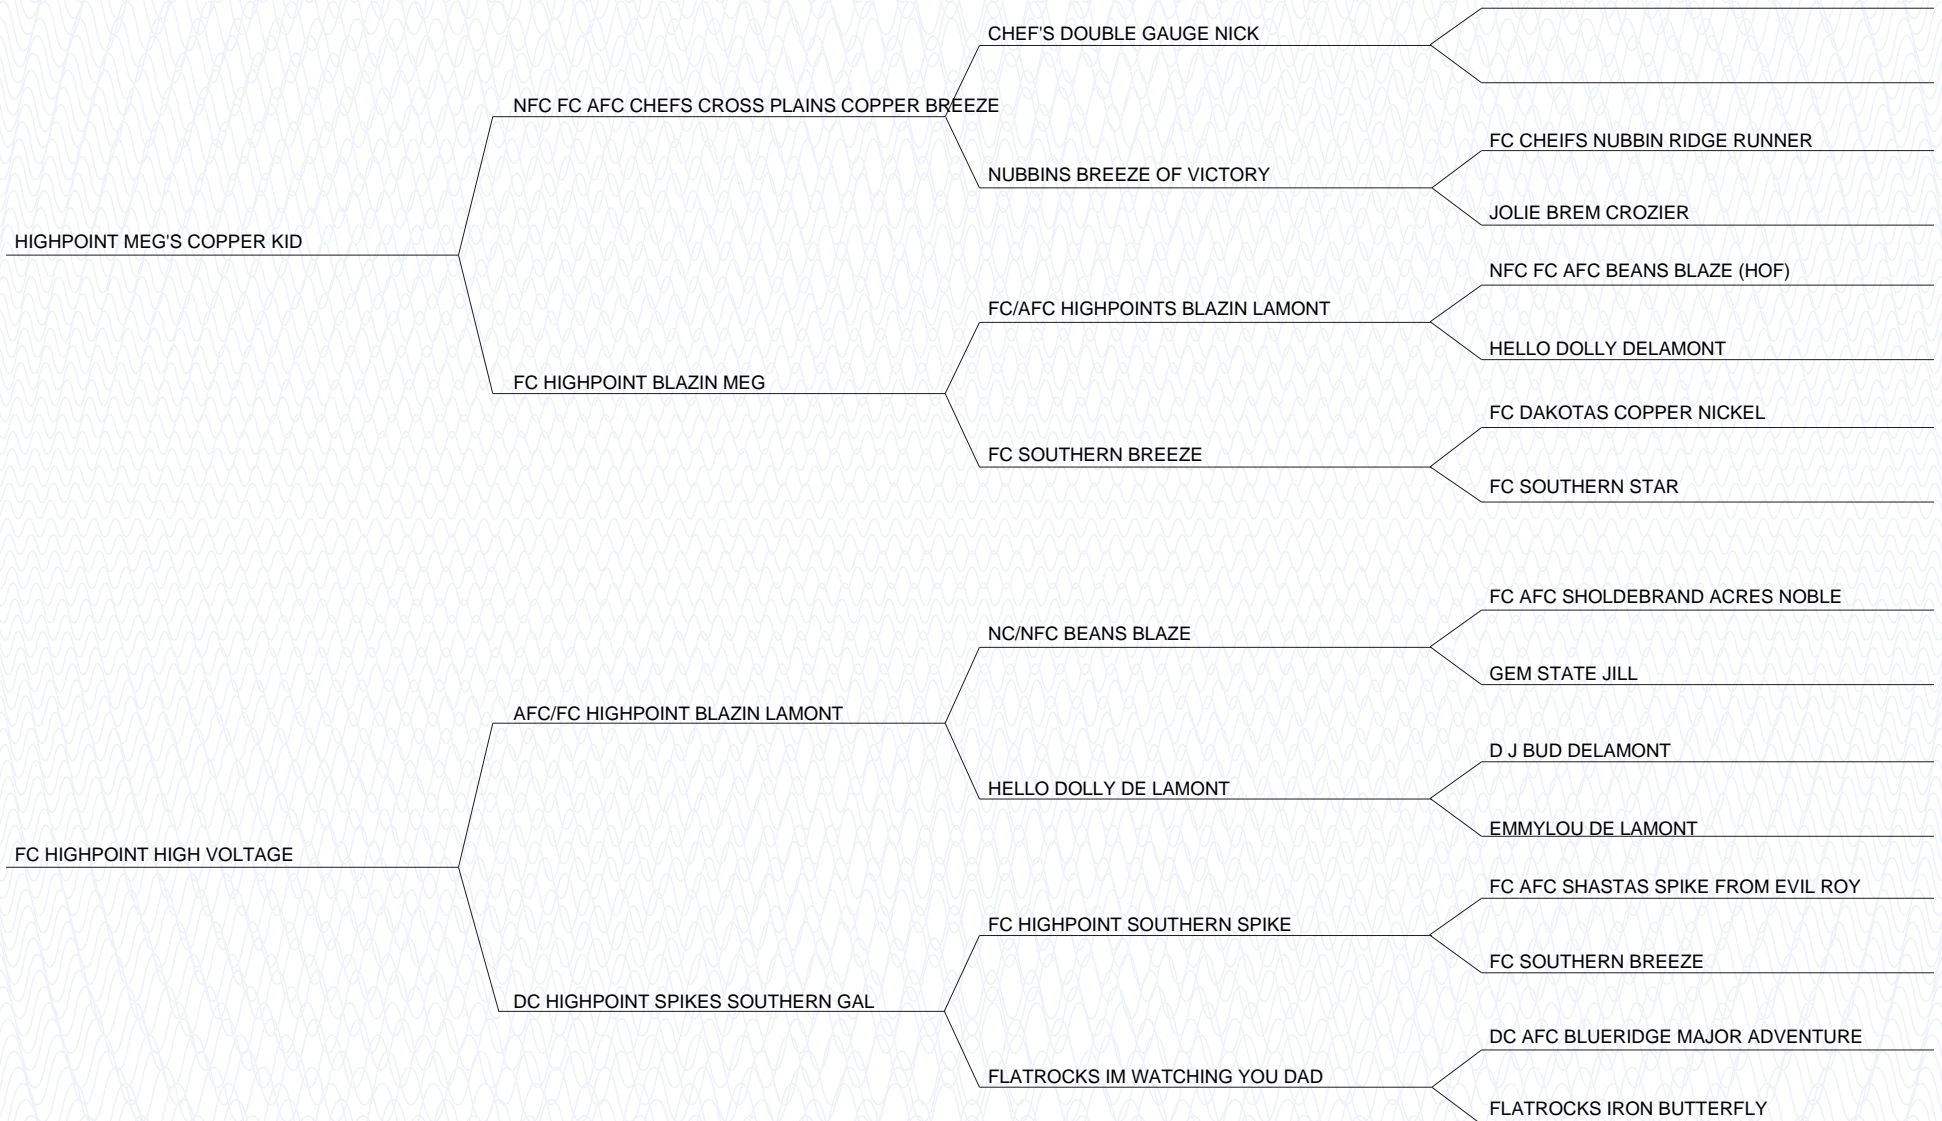 CHEF'S DOUBLE GAUGE NICK
NFC FC AFC CHEFS CROSS PLAINS COPPER BREEZE
FC CHEIFS NUBBIN RIDGE RUNNER
NUBBINS BREEZE OF VICTORY
JOLIE BREM CROZIER
HIGHPOINT MEG'S COPPER KID
NFC FC AFC BEANS BLAZE (HOF)
FC/AFC HIGHPOINTS BLAZIN LAMONT
HELLO DOLLY DELAMONT
FC HIGHPOINT BLAZIN MEG
FC DAKOTAS COPPER NICKEL
FC SOUTHERN BREEZE
FC SOUTHERN STAR
FC AFC SHOLDEBRAND ACRES NOBLE
NC/NFC BEANS BLAZE
GEM STATE JILL
AFC/FC HIGHPOINT BLAZIN LAMONT
D J BUD DELAMONT
HELLO DOLLY DE LAMONT
EMMYLOU DE LAMONT
FC HIGHPOINT HIGH VOLTAGE
FC AFC SHASTAS SPIKE FROM EVIL ROY
FC HIGHPOINT SOUTHERN SPIKE
FC SOUTHERN BREEZE
DC HIGHPOINT SPIKES SOUTHERN GAL
DC AFC BLUERIDGE MAJOR ADVENTURE
FLATROCKS IM WATCHING YOU DAD
FLATROCKS IRON BUTTERFLY